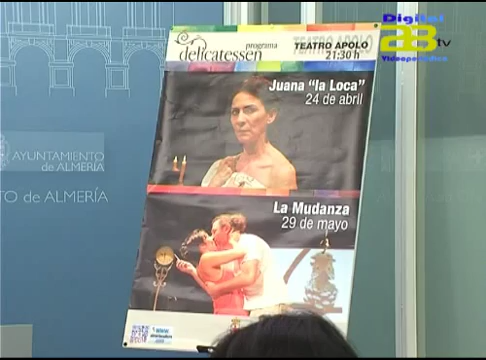 Digital
28 tv
Videoperiódico
programa
delicatessen
TEATRO APOLO
21:30 h
Juana "la Loca"
24 de abril
AYUNTAMIENTO
DE ALMERÍA
TO de ALMERÍA
La Mudanza
29 de mayo